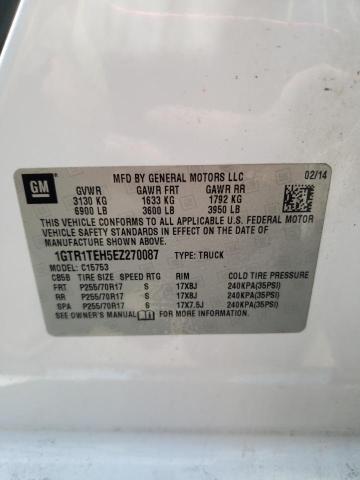 GM
MFD BY GENERAL MOTORS LLC 02/14
GVWR GAWR FRT GAWR RR
3130 KG 1633 KG 1792 KG
6900 LB 3600 LB 3950 LB
THIS VEHICLE CONFORMS TO ALL APPLICABLE U.S. FEDERAL MOTOR
VEHICLE SAFETY STANDARDS IN EFFECT ON THE DATE OF
MANUFACTURE SHOWN ABOVE.
1GTR1TEH5EZ270087 TYPE: TRUCK
MODEL: C15753
CB5B TIRE SIZE SPEED RTG RIM COLD TIRE PRESSURE
FRT P255/70R17 S 17X8J 240KPA(35PSI)
RR P255/70R17 S 17X8J 240KPA(35PSI)
SPA P255/70R17 S 17X7.5J 240KPA(35PSI)
SEE OWNER'S MANUAL FOR MORE INFORMATION.